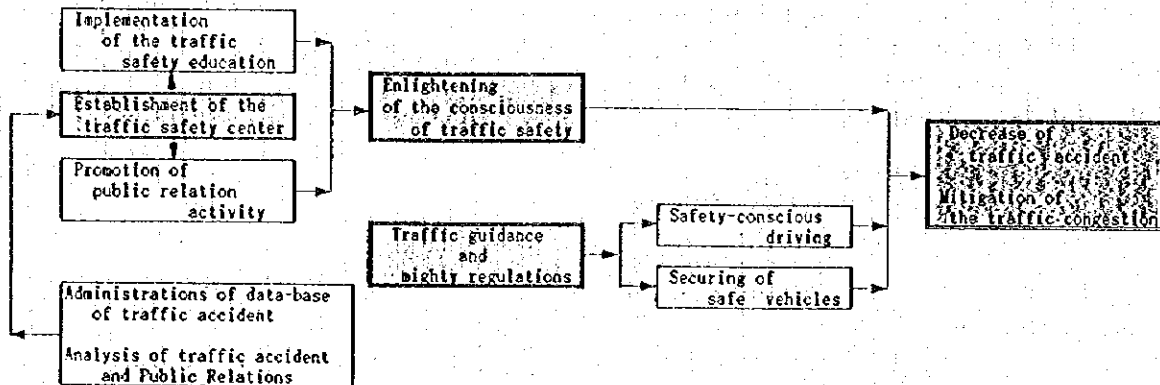 Implementation
of the traffic
safety education
Establishment of the
traffic safety center
Promotion of
public relation
activity
Administrations of data-base
of traffic accident
Analysis of traffic accident
and Public Relations
Enlightening
of the consciousness
of traffic safety
Traffic guidance
and
mighty regulations
Safety-conscious
driving
Securing of
safe vehicles
Decrease of
traffic accident
Mitigation of
the traffic congestion